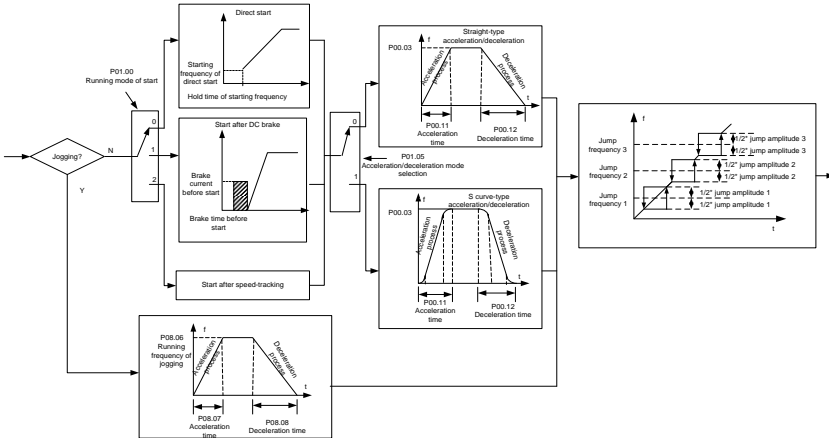 Jogging?
N
Y
P01.00
Running mode of start
0
1
2
Direct start
f
t
Starting
frequency of
direct start
Hold time of starting frequency
Start after DC brake
Brake
current before
start
Brake time before
start
Start after speed-tracking
0
1
P01.05
Acceleration/deceleration mode
selection
Straight-type
acceleration/deceleration
f
P00.03
Acceleration
process
Deceleration
process
t
P00.11
Acceleration
time
P00.12
Deceleration time
S curve-type
acceleration/deceleration
f
P00.03
Acceleration
process
Deceleration
process
t
P00.11
Acceleration
time
P00.12
Deceleration time
P08.06
Running
frequency of
jogging
f
Acceleration
process
Deceleration
process
t
P08.07
Acceleration
time
P08.08
Deceleration time
f
Jump
frequency 3
Jump
frequency 2
Jump
frequency 1
1/2* jump amplitude 3
1/2* jump amplitude 3
1/2* jump amplitude 2
1/2* jump amplitude 2
1/2* jump amplitude 1
1/2* jump amplitude 1
t